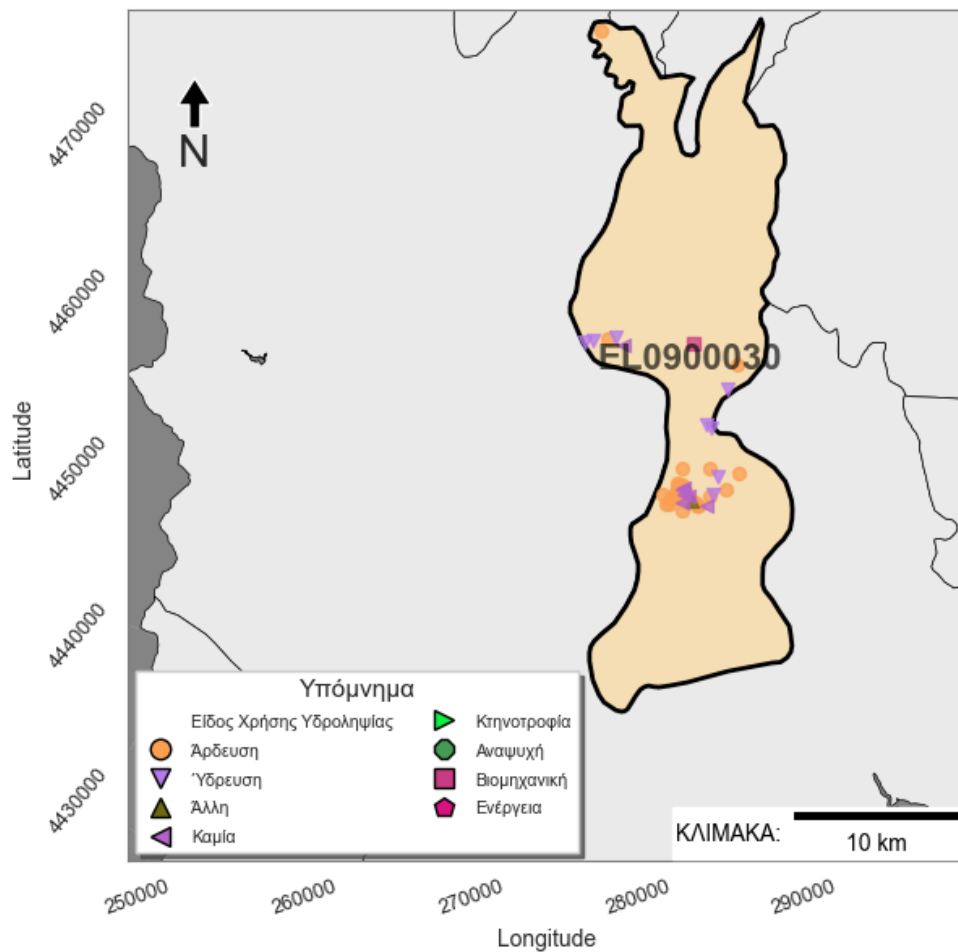 N
4470000
4460000
4450000
4440000
4430000
Latitude
EL0900030
Υπόμνημα
Είδος Χρήσης Υδροληψίας
Άρδευση
Ύδρευση
Άλλη
Καμία
Κτηνοτροφία
Αναψυχή
Βιομηχανική
Ενέργεια
ΚΛΙΜΑΚΑ:
10 km
250000
260000
270000
280000
290000
Longitude